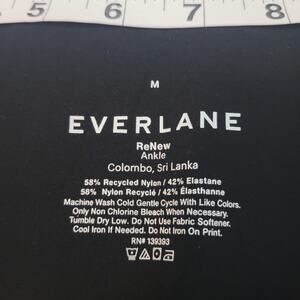 5 6 7 8
M
EVERLANE
ReNew
Ankle
Colombo, Sri Lanka
58% Recycled Nylon / 42% Elastane
58% Nylon Recyclé / 42% Élasthanne
Machine Wash Cold Gentle Cycle With Like Colors.
Only Non Chlorine Bleach When Necessary.
Tumble Dry Low. Do Not Use Fabric Softener.
Cool Iron If Needed. Do Not Iron On Print.
RN# 139393